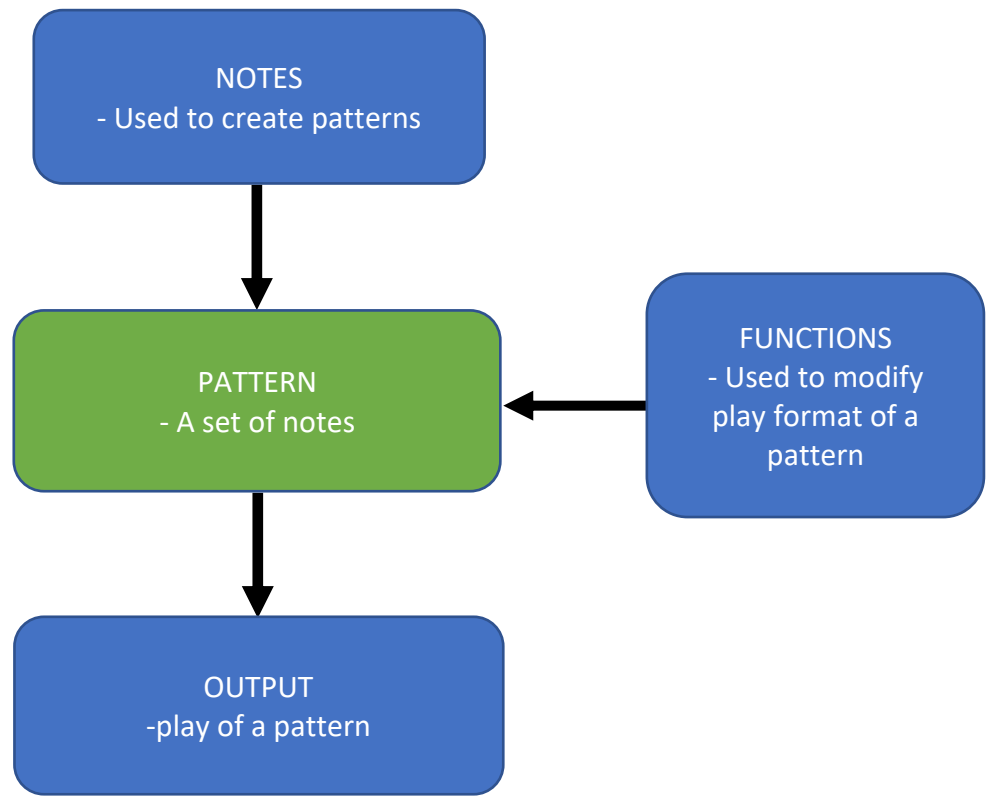 NOTES
- Used to create patterns
PATTERN
- A set of notes
FUNCTIONS
- Used to modify
play format of a
pattern
OUTPUT
-play of a pattern